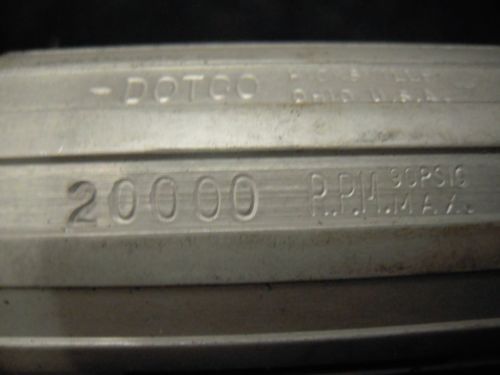 -DOTCO
OHIO U.S.A.
20000 R.P.M. 90PSIG
MAX.